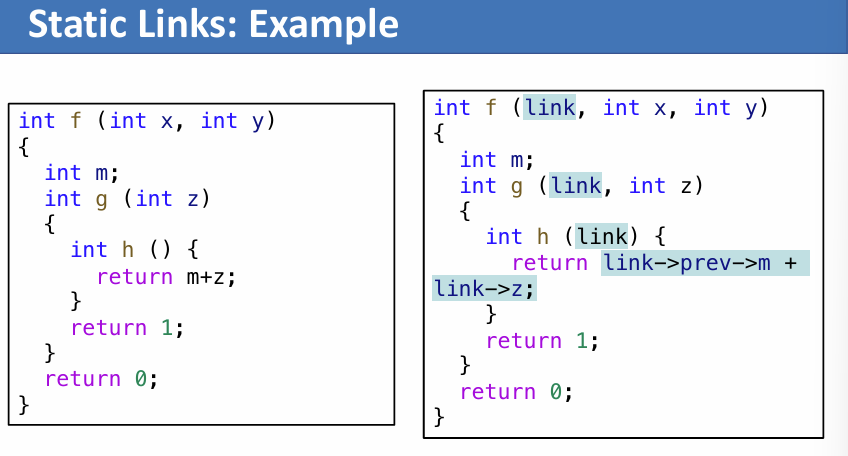 Static Links: Example
int f (int x, int y)
{
int m;
int g (int z)
{
int h () {
return m+z;
}
return 1;
}
return 0;
}
int f (link, int x, int y)
{
int m;
int g (link, int z)
{
int h (link) {
return link->prev->m +
link->z;
}
return 1;
}
return 0;
}